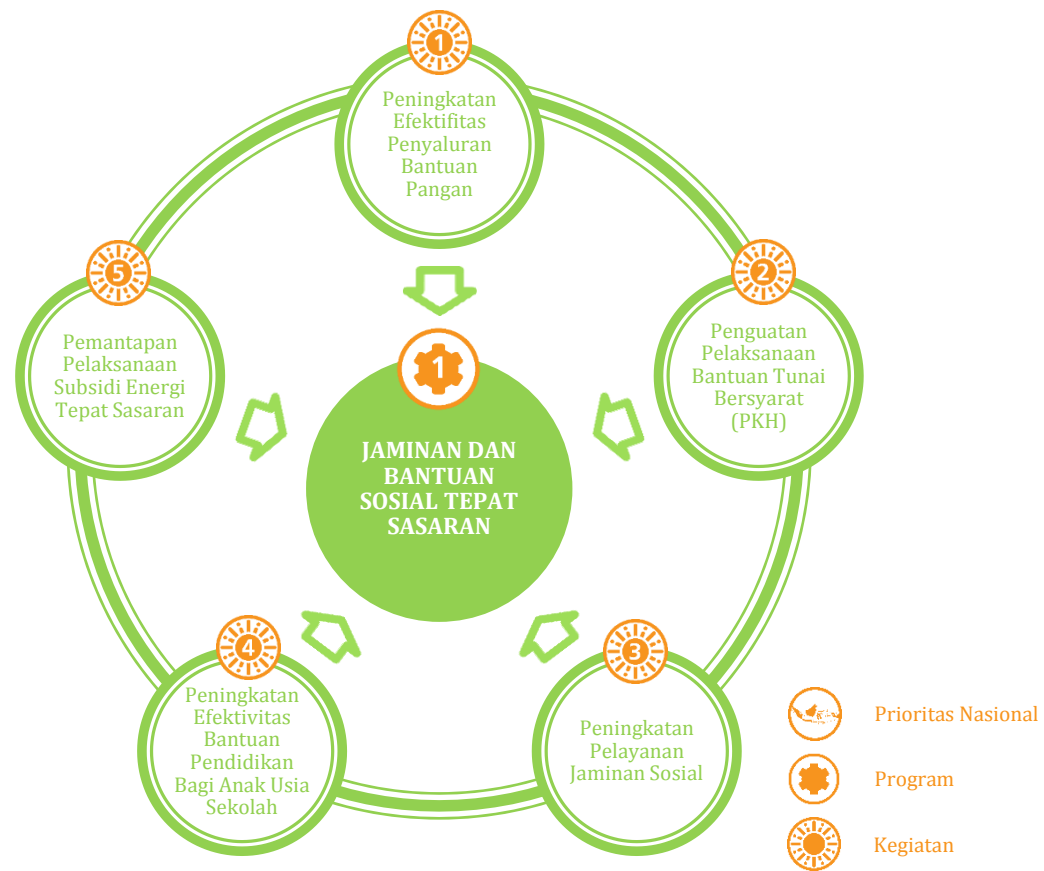 1
Peningkatan
Efektifitas
Penyaluran
Bantuan
Pangan
2
Penguatan
Pelaksanaan
Bantuan Tunai
Bersyarat
(PKH)
3
Peningkatan
Pelayanan
Jaminan Sosial
4
Peningkatan
Efektivitas
Bantuan
Pendidikan
Bagi Anak Usia
Sekolah
5
Pemantapan
Pelaksanaan
Subsidi Energi
Tepat Sasaran
1
JAMINAN DAN
BANTUAN
SOSIAL TEPAT
SASARAN
Prioritas Nasional
Program
Kegiatan